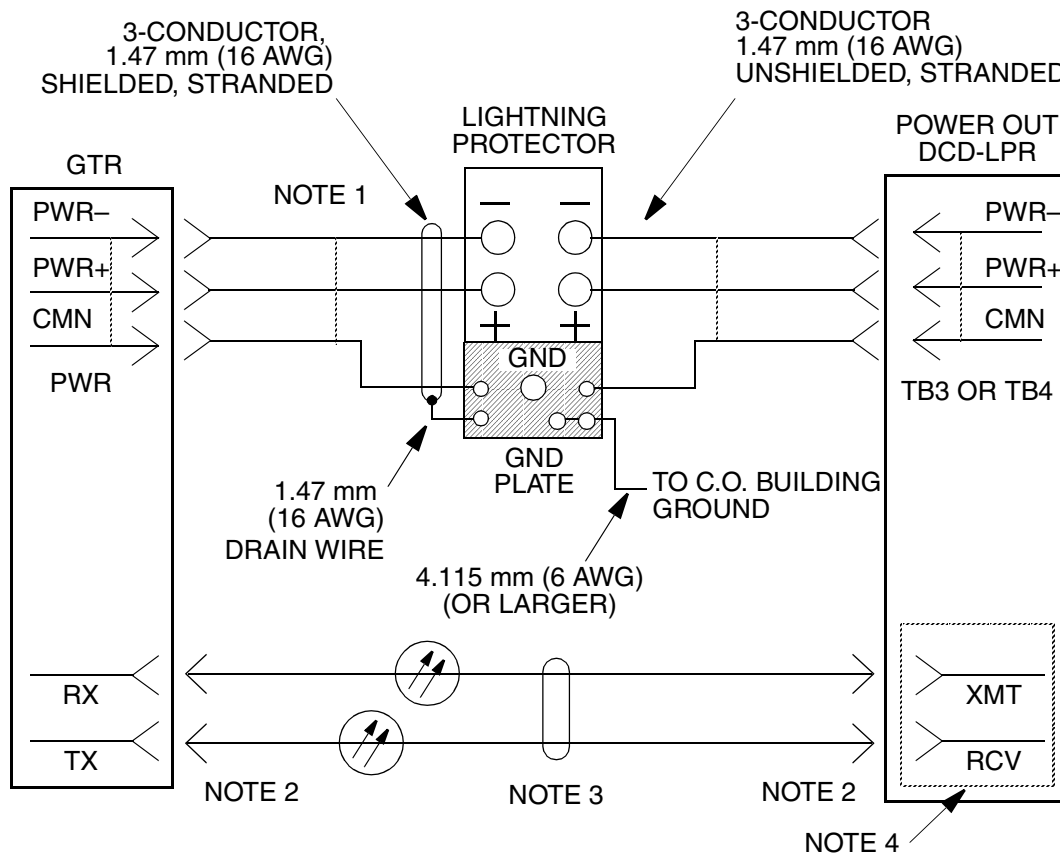 3-CONDUCTOR,
1.47 mm (16 AWG)
SHIELDED, STRANDED
3-CONDUCTOR
1.47 mm (16 AWG)
UNSHIELDED, STRANDED
LIGHTNING
PROTECTOR
POWER OUT
DCD-LPR
GTR
NOTE 1
PWR–
PWR+
CMN
PWR
– –
+ +
GND
GND
PLATE
PWR–
PWR+
CMN
TB3 OR TB4
1.47 mm
(16 AWG)
DRAIN WIRE
TO C.O. BUILDING
GROUND
4.115 mm (6 AWG)
(OR LARGER)
RX
TX
XMT
RCV
NOTE 2
NOTE 3
NOTE 2
NOTE 4